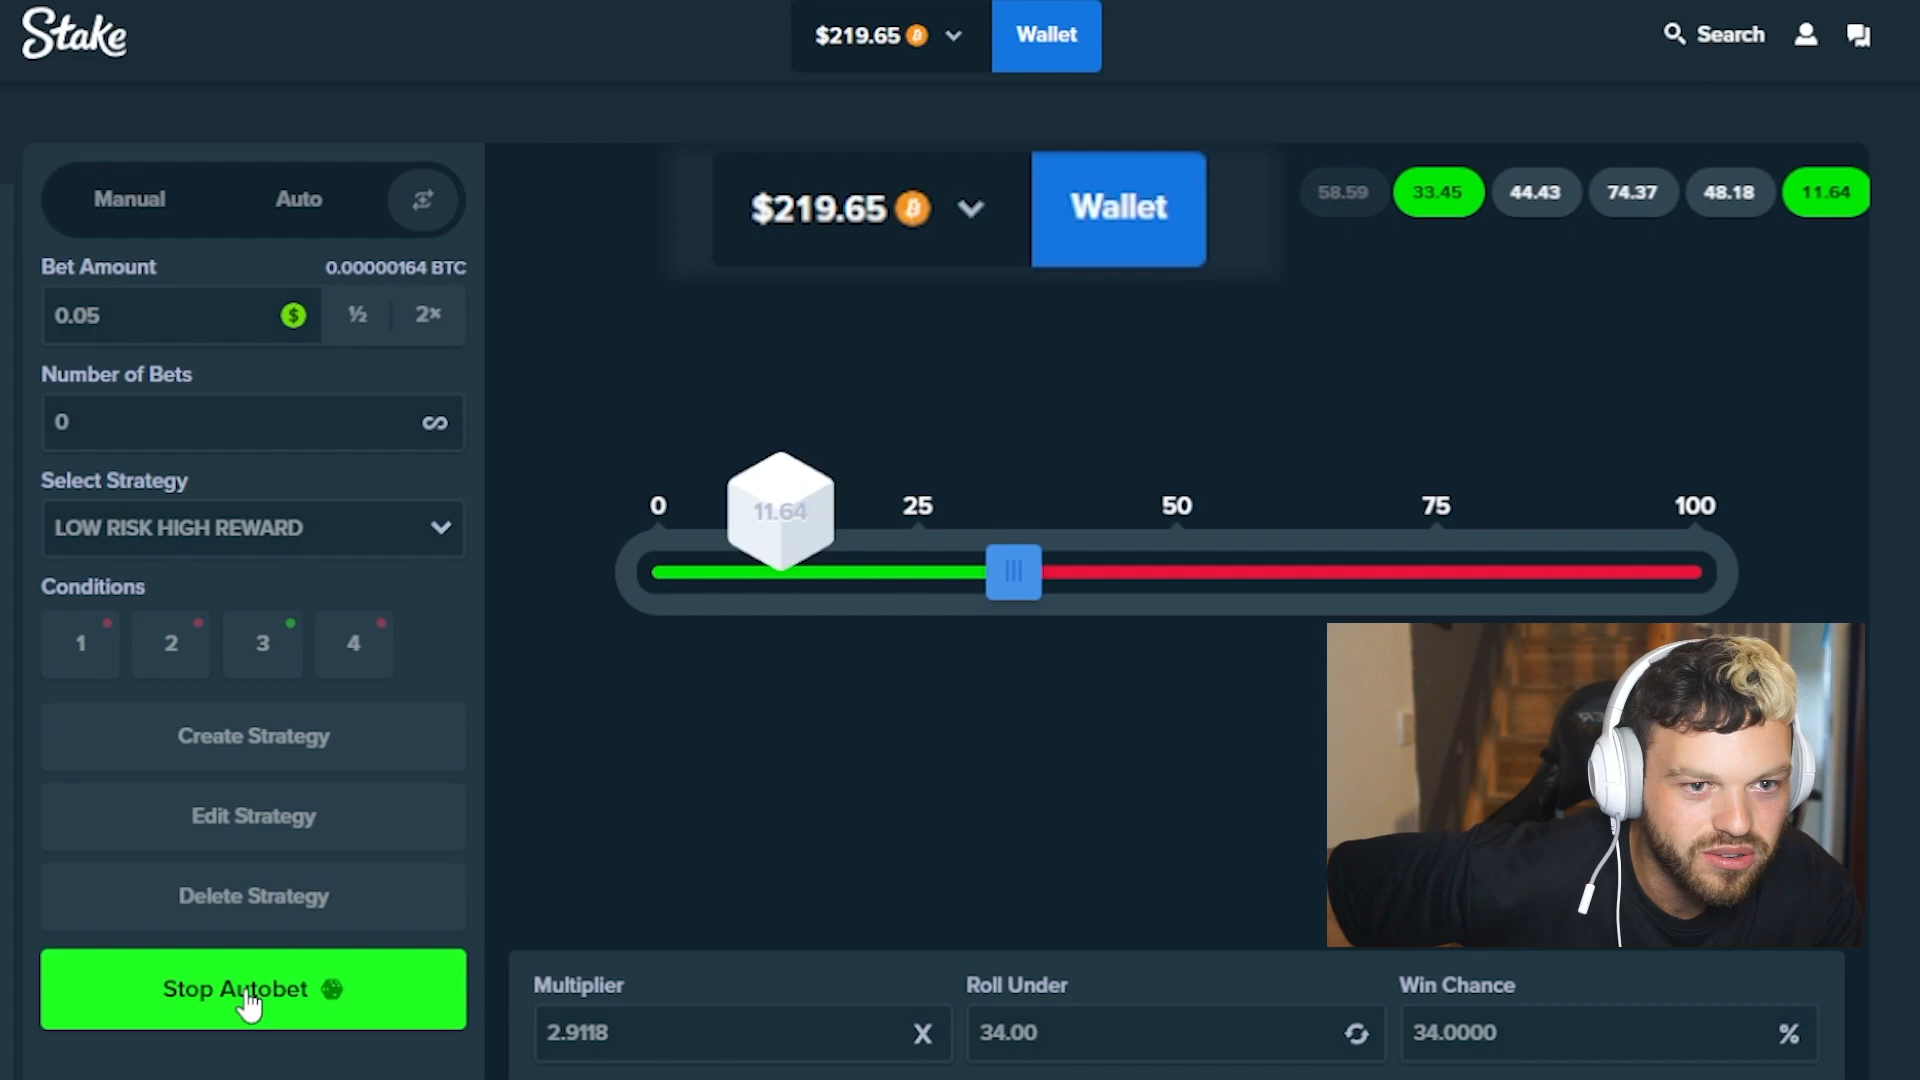 Stake
$219.65
Wallet
Search
Manual
Auto
$219.65
Wallet
58.59
33.45
44.43
74.37
48.18
11.64
Bet Amount
0.00000164 BTC
0.05
$
½
2×
Number of Bets
0
∞
Select Strategy
LOW RISK HIGH REWARD
Conditions
1
2
3
4
Create Strategy
Edit Strategy
Delete Strategy
Stop Autobet
0
25
50
75
100
11.64
Multiplier
2.9118
X
Roll Under
34.00
Win Chance
34.0000
%